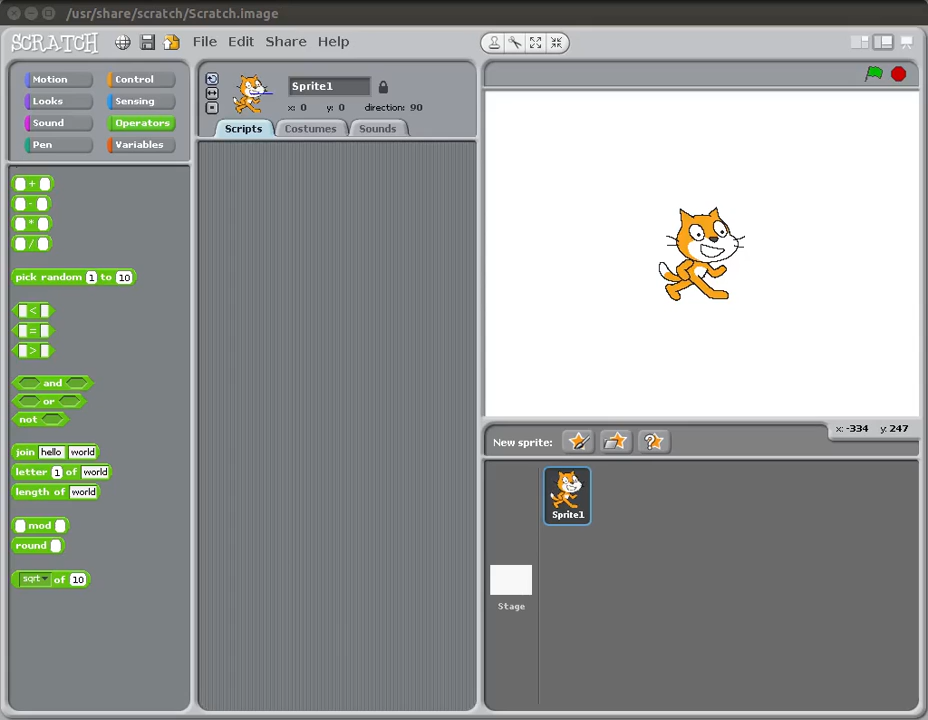 /usr/share/scratch/Scratch.image
SCRATCH File Edit Share Help
Motion Control
Looks Sensing
Sound Operators
Pen Variables
Sprite1
x: 0 y: 0 direction: 90
Scripts Costumes Sounds
+
-
*
/
pick random 1 to 10
<
=
>
and
or
not
join hello world
letter 1 of world
length of world
mod
round
sqrt of 10
x: -334 y: 247
New sprite:
Sprite1
Stage